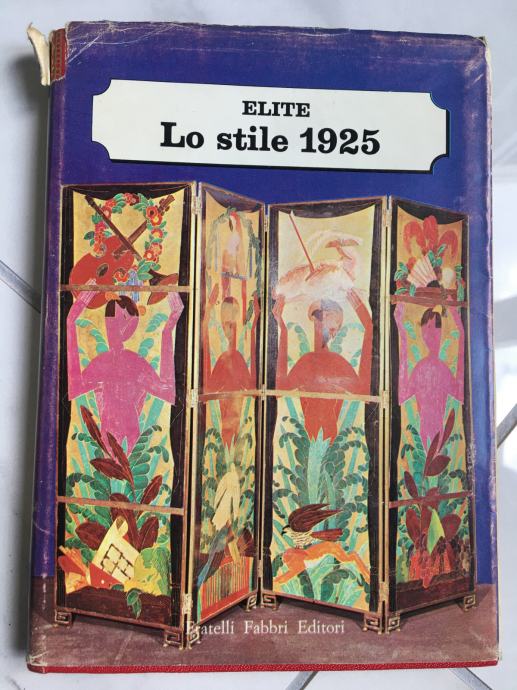 ELITE
Lo stile 1925
Fratelli Fabbri Editori